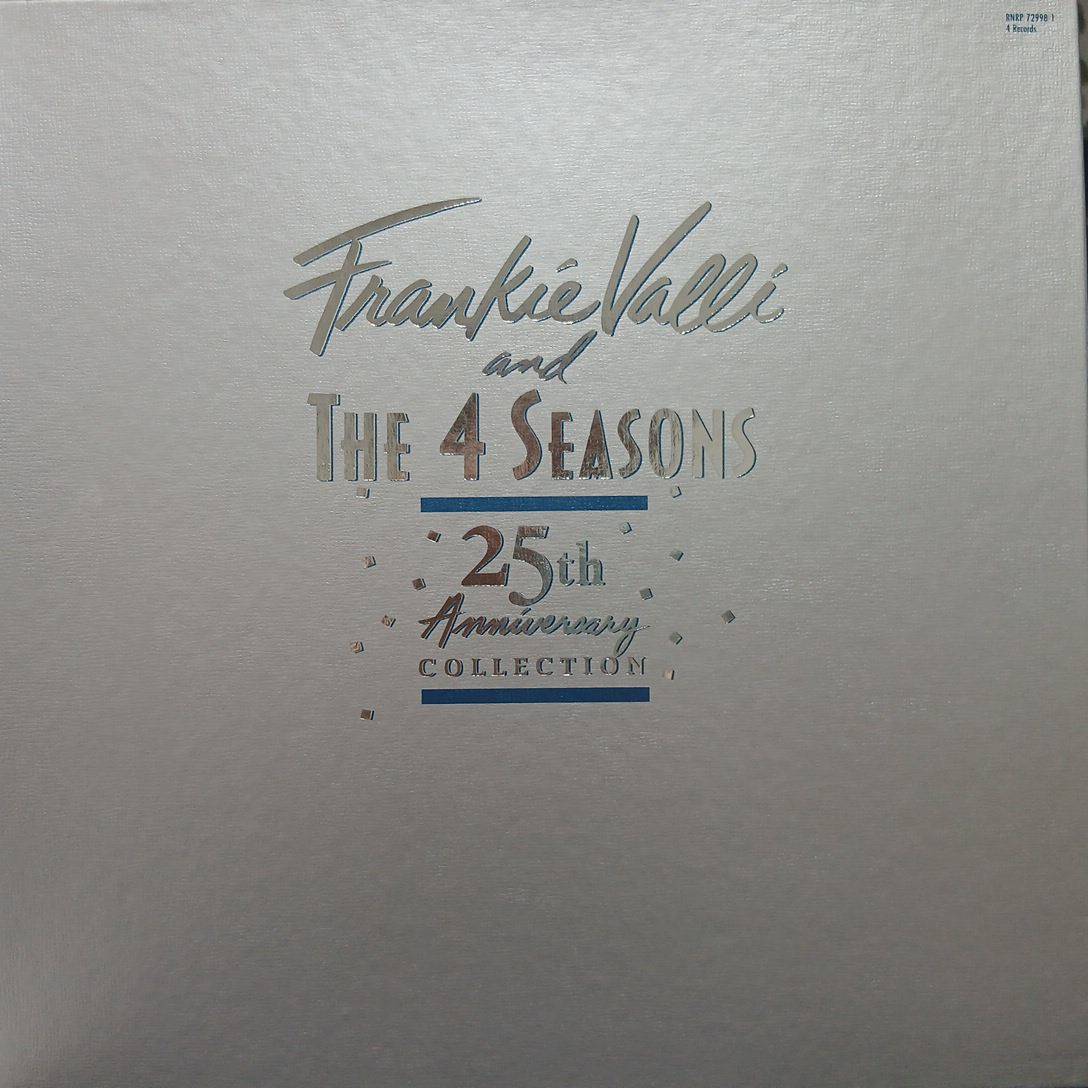 RNRP 72998 1
4 Records
Frankie Valli
and
THE 4 SEASONS
25th
Anniversary
COLLECTION